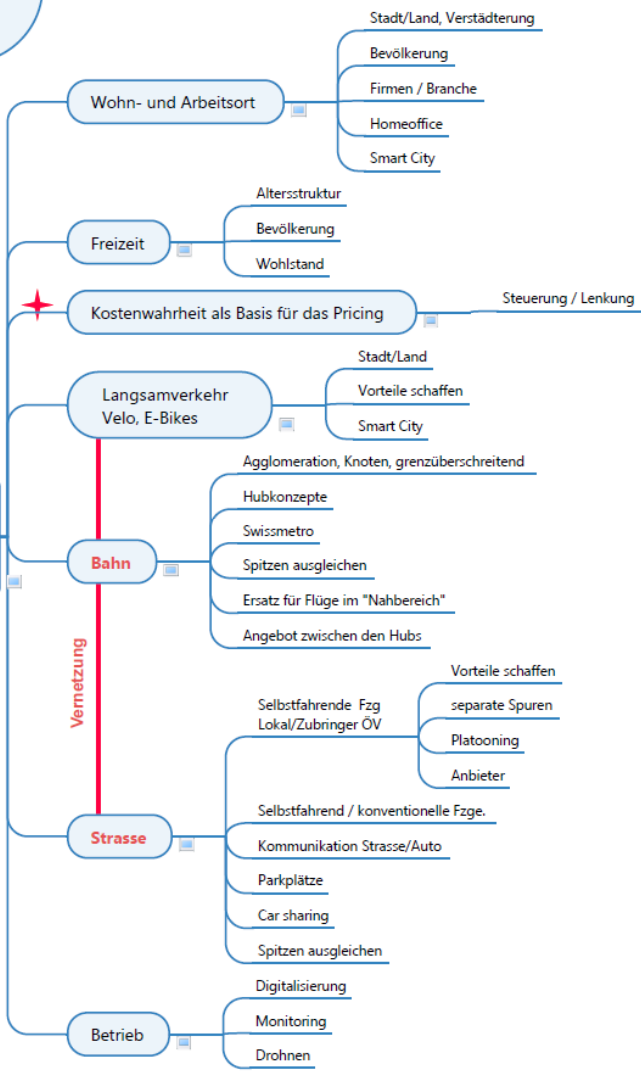 Wohn- und Arbeitsort
Stadt/Land, Verstädterung
Bevölkerung
Firmen / Branche
Homeoffice
Smart City
Freizeit
Altersstruktur
Bevölkerung
Wohlstand
Kostenwahrheit als Basis für das Pricing
Steuerung / Lenkung
Langsamverkehr
Velo, E-Bikes
Stadt/Land
Vorteile schaffen
Smart City
Bahn
Agglomeration, Knoten, grenzüberschreitend
Hubkonzepte
Swissmetro
Spitzen ausgleichen
Ersatz für Flüge im "Nahbereich"
Angebot zwischen den Hubs
Vernetzung
Strasse
Selbstfahrende Fzg
Lokal/Zubringer ÖV
Vorteile schaffen
separate Spuren
Platooning
Anbieter
Selbstfahrend / konventionelle Fzge.
Kommunikation Strasse/Auto
Parkplätze
Car sharing
Spitzen ausgleichen
Betrieb
Digitalisierung
Monitoring
Drohnen